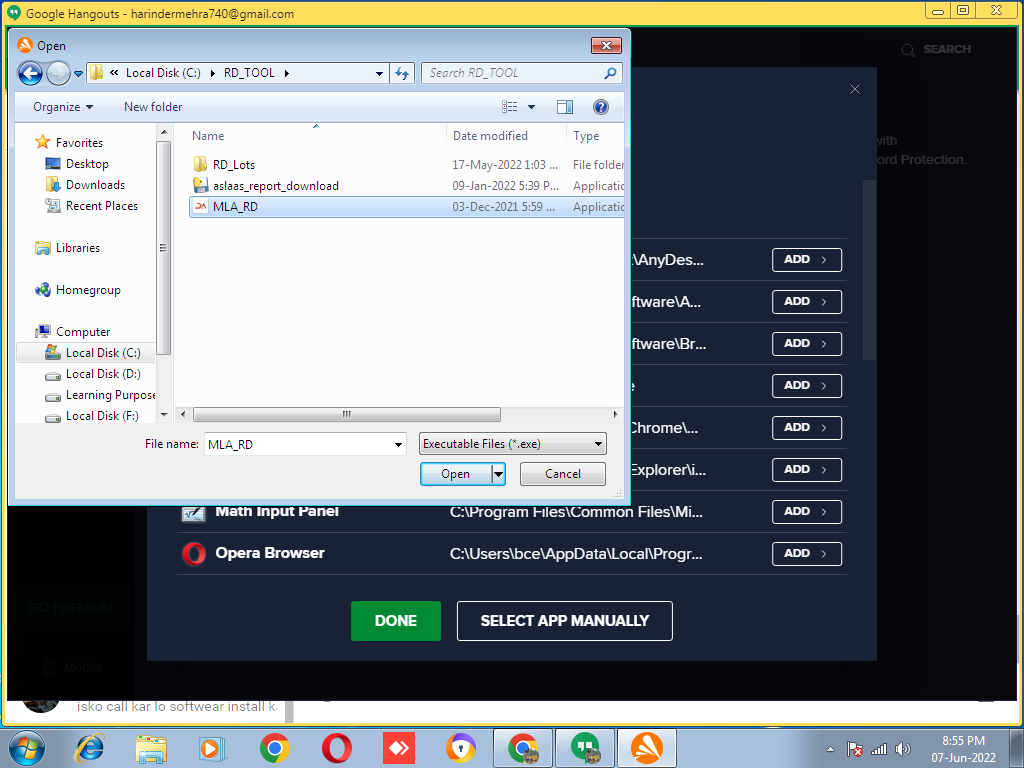 Google Hangouts - harindermehra740@gmail.com
Open
SEARCH
« Local Disk (C:) ▸ RD_TOOL ▸
Search RD_TOOL
Organize
New folder
Name
Date modified
Type
Favorites
Desktop
Downloads
Recent Places
Libraries
Homegroup
Computer
Local Disk (C:)
Local Disk (D:)
Learning Purpose
Local Disk (F:)
RD_Lots
17-May-2022 1:03 ...
File folder
aslaas_report_download
09-Jan-2022 5:39 P...
Applicatic
MLA_RD
03-Dec-2021 5:59 ...
Applicatic
File name:
MLA_RD
Executable Files (*.exe)
Open
Cancel
with
ord Protection.
\AnyDes...
ADD
ftware\A...
ADD
ftware\Br...
ADD
e
ADD
Chrome\...
ADD
Explorer\i...
ADD
Math Input Panel
C:\Program Files\Common Files\Mi...
ADD
Opera Browser
C:\Users\bce\AppData\Local\Progr...
ADD
DONE
SELECT APP MANUALLY
GO PREMIUM
Mobile
isko call kar lo softwear install k
8:55 PM
07-Jun-2022